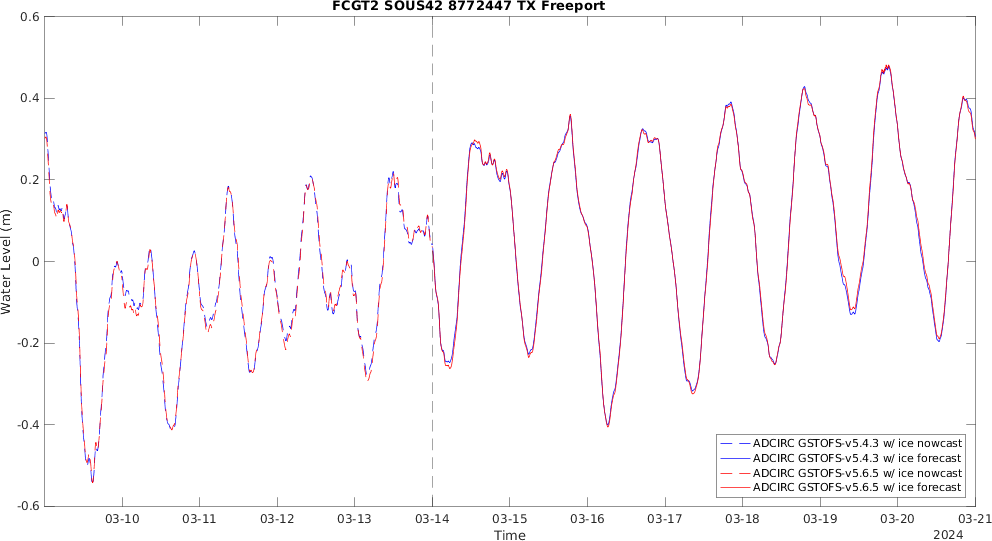 FCGT2 SOUS42 8772447 TX Freeport
0.6
0.4
0.2
0
-0.2
-0.4
-0.6
Water Level (m)
03-10 03-11 03-12 03-13 03-14 03-15 03-16 03-17 03-18 03-19 03-20 03-21
Time
2024
ADCIRC GSTOFS-v5.4.3 w/ ice nowcast
ADCIRC GSTOFS-v5.4.3 w/ ice forecast
ADCIRC GSTOFS-v5.6.5 w/ ice nowcast
ADCIRC GSTOFS-v5.6.5 w/ ice forecast